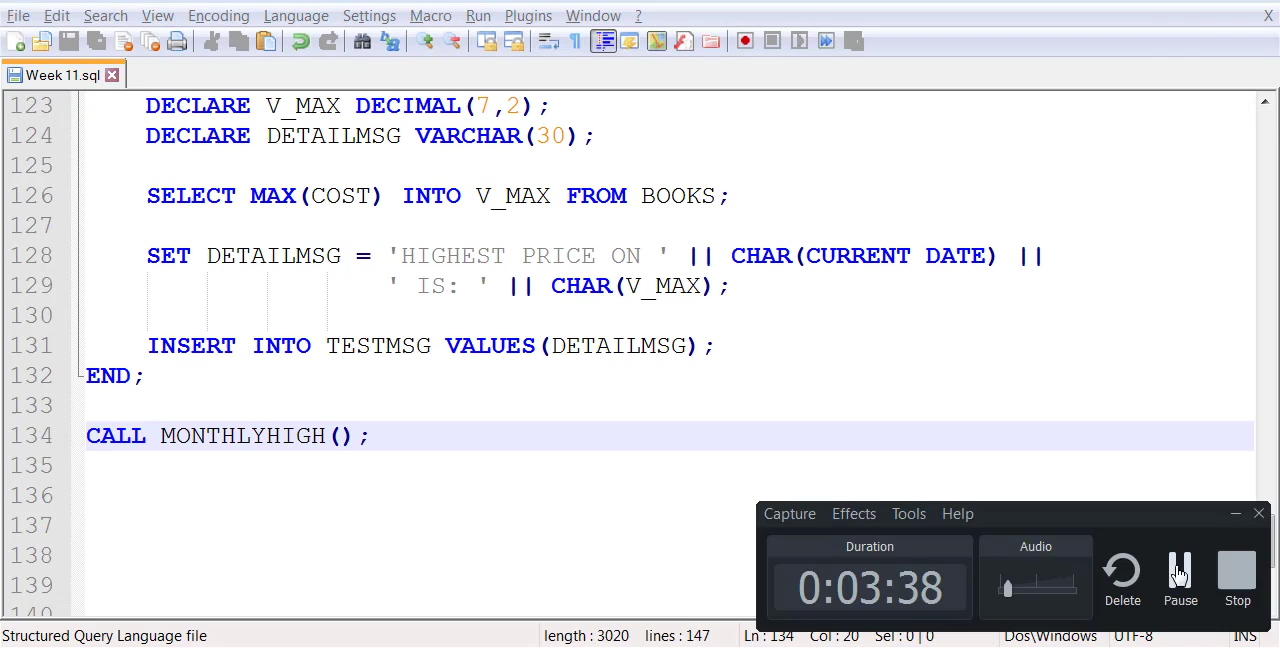 File Edit Search View Encoding Language Settings Macro Run Plugins Window ? X
Week 11.sql
123 DECLARE V_MAX DECIMAL(7,2);
124 DECLARE DETAILMSG VARCHAR(30);
125
126 SELECT MAX(COST) INTO V_MAX FROM BOOKS;
127
128 SET DETAILMSG = 'HIGHEST PRICE ON ' || CHAR(CURRENT DATE) ||
129 ' IS: ' || CHAR(V_MAX);
130
131 INSERT INTO TESTMSG VALUES(DETAILMSG);
132 END;
133
134 CALL MONTHLYHIGH();
135
136
137
138
139
140
Capture Effects Tools Help
Duration Audio
0:03:38
Delete Pause Stop
Structured Query Language file length : 3020 lines : 147 Ln : 134 Col : 20 Sel : 0 | 0 Dos\Windows UTF-8 INS